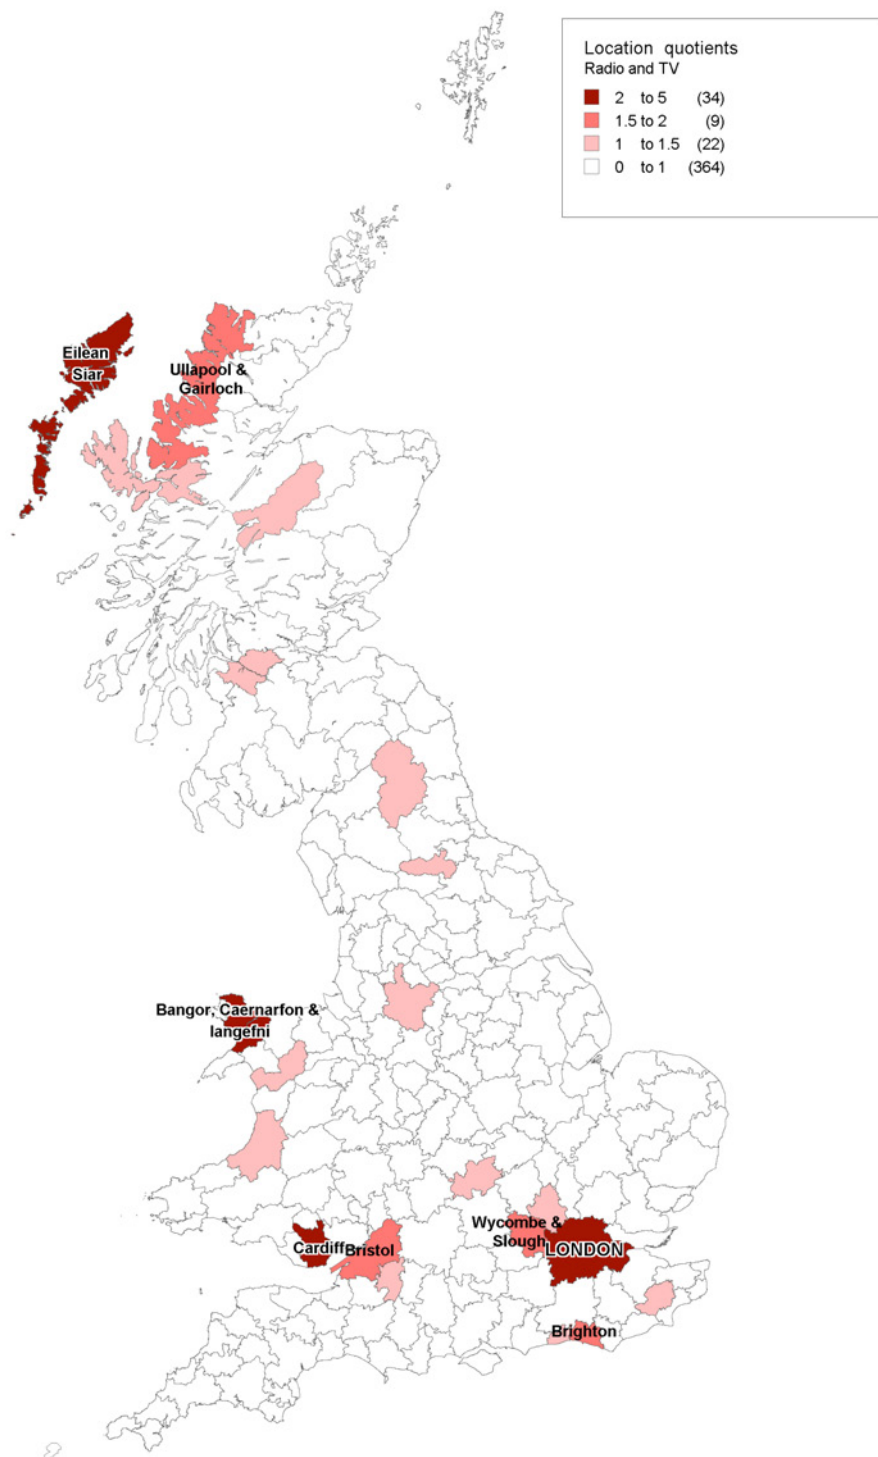 Location quotients
Radio and TV
2 to 5 (34)
1.5 to 2 (9)
1 to 1.5 (22)
0 to 1 (364)
Eilean
Siar
Ullapool &
Gairloch
Bangor, Caernarfon &
langefni
Cardiff
Bristol
Wycombe &
Slough
LONDON
Brighton